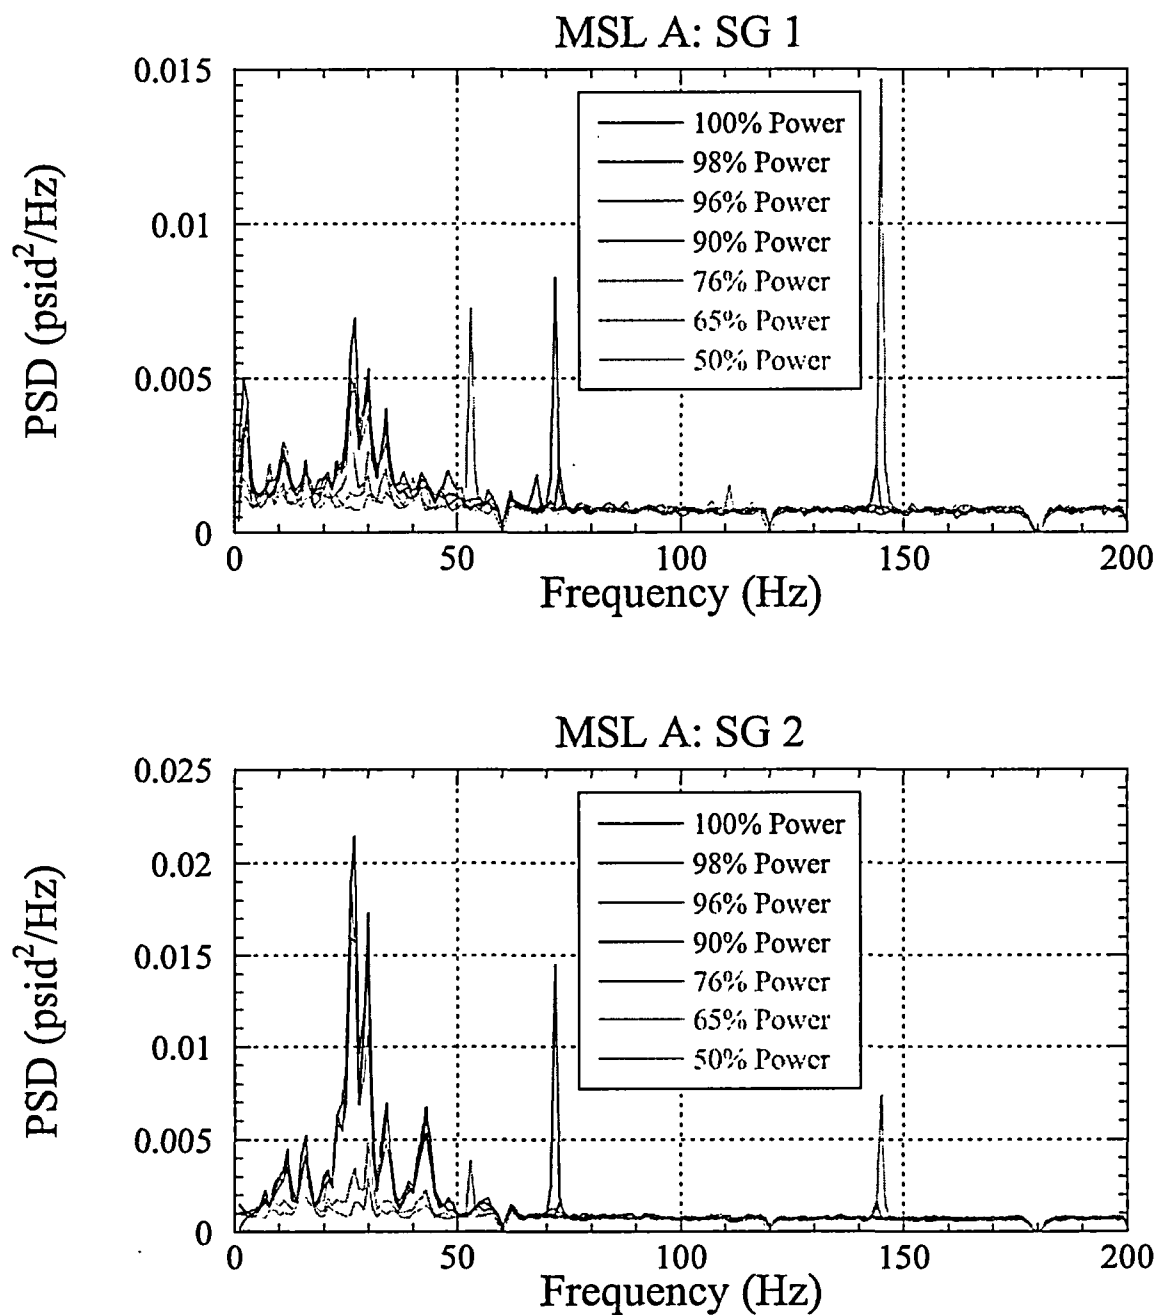 MSL A: SG 1
0.015
0.01
0.005
0
PSD (psid²/Hz)
100% Power
98% Power
96% Power
90% Power
76% Power
65% Power
50% Power
0 50 100 150 200
Frequency (Hz)
MSL A: SG 2
0.025
0.02
0.015
0.01
0.005
0
PSD (psid²/Hz)
100% Power
98% Power
96% Power
90% Power
76% Power
65% Power
50% Power
0 50 100 150 200
Frequency (Hz)